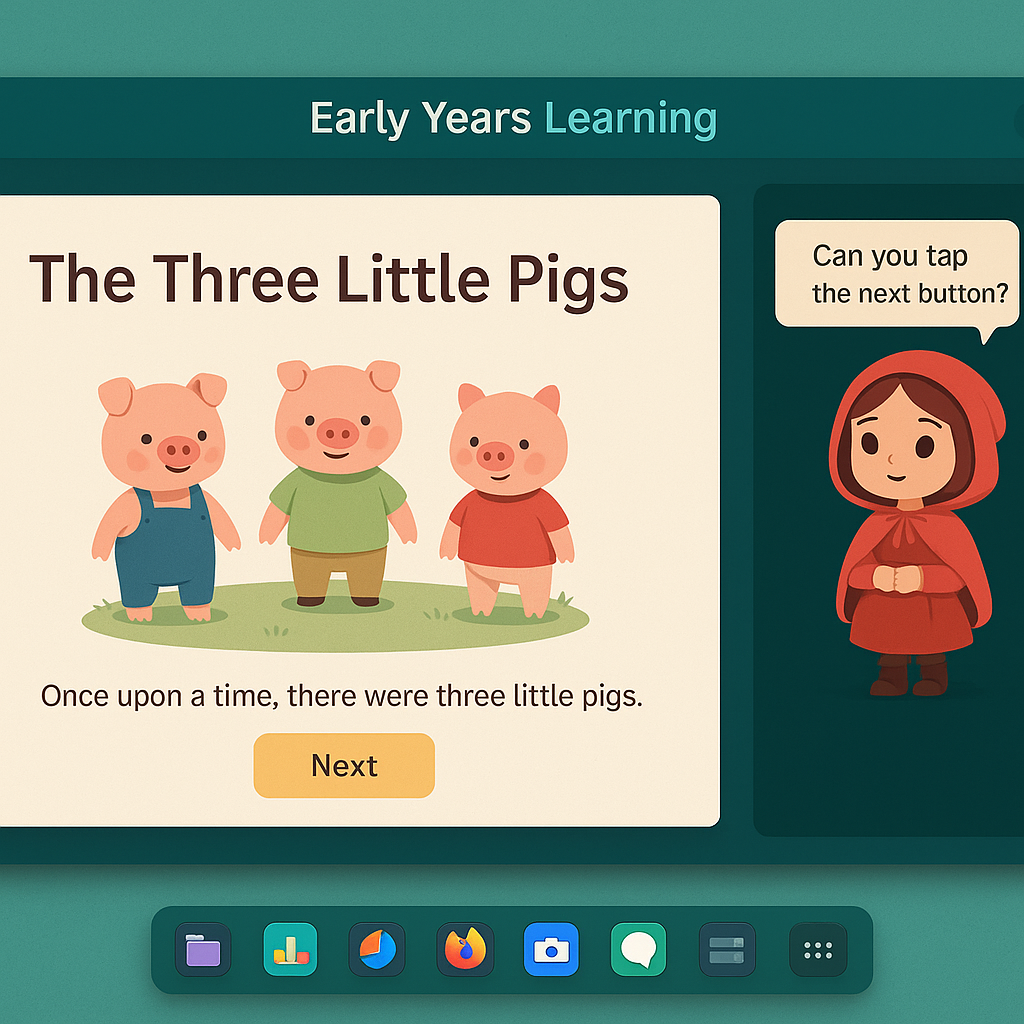 Early Years Learning
The Three Little Pigs
Can you tap
the next button?
Once upon a time, there were three little pigs.
Next